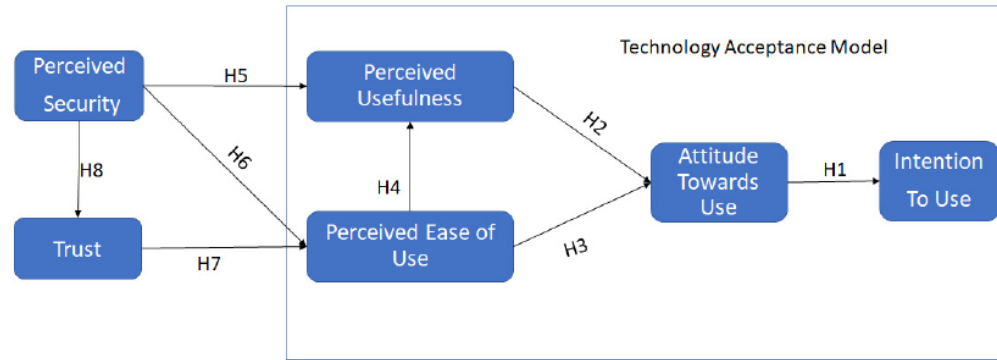 Technology Acceptance Model
Perceived
Security
H5
Perceived
Usefulness
H2
H6
H8
H4
Attitude
Towards
Use
H1
Intention
To Use
Trust
H7
Perceived Ease of
Use
H3